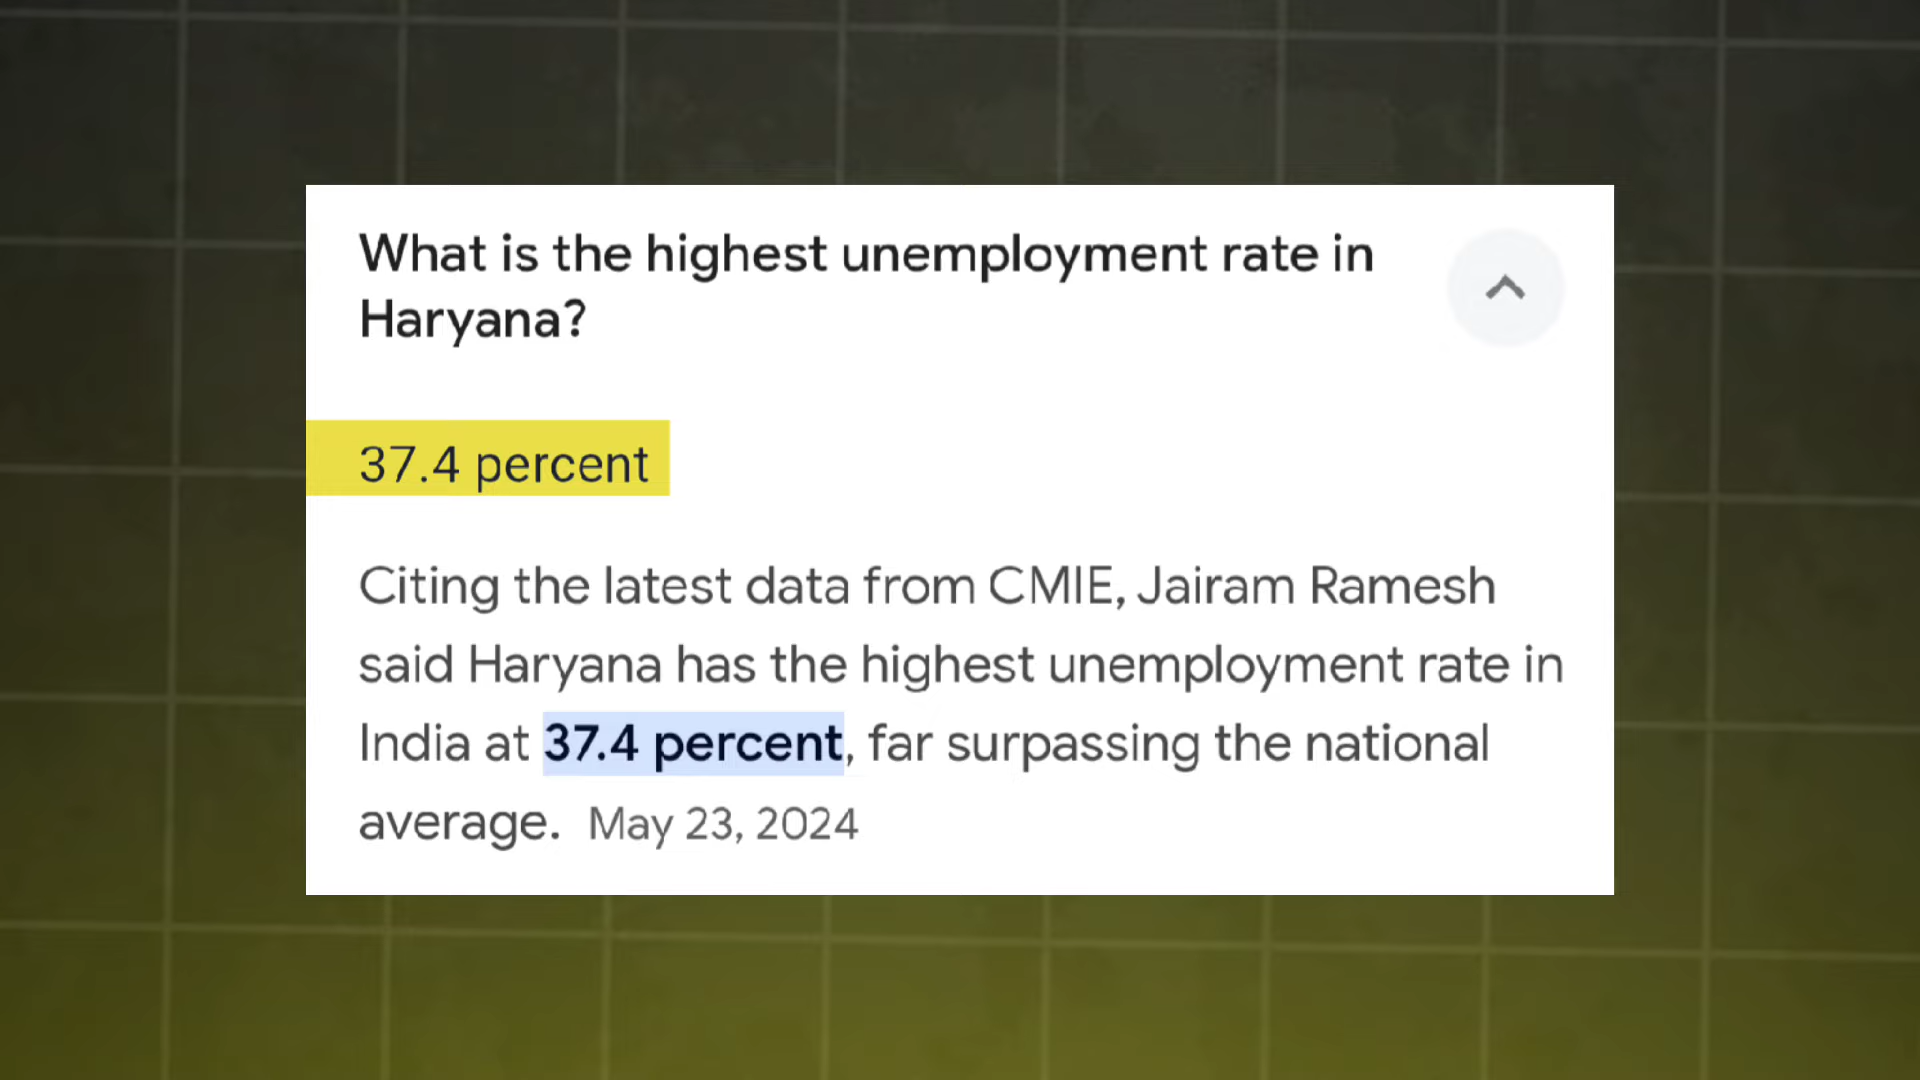 What is the highest unemployment rate in
Haryana?
37.4 percent
Citing the latest data from CMIE, Jairam Ramesh
said Haryana has the highest unemployment rate in
India at 37.4 percent, far surpassing the national
average. May 23, 2024